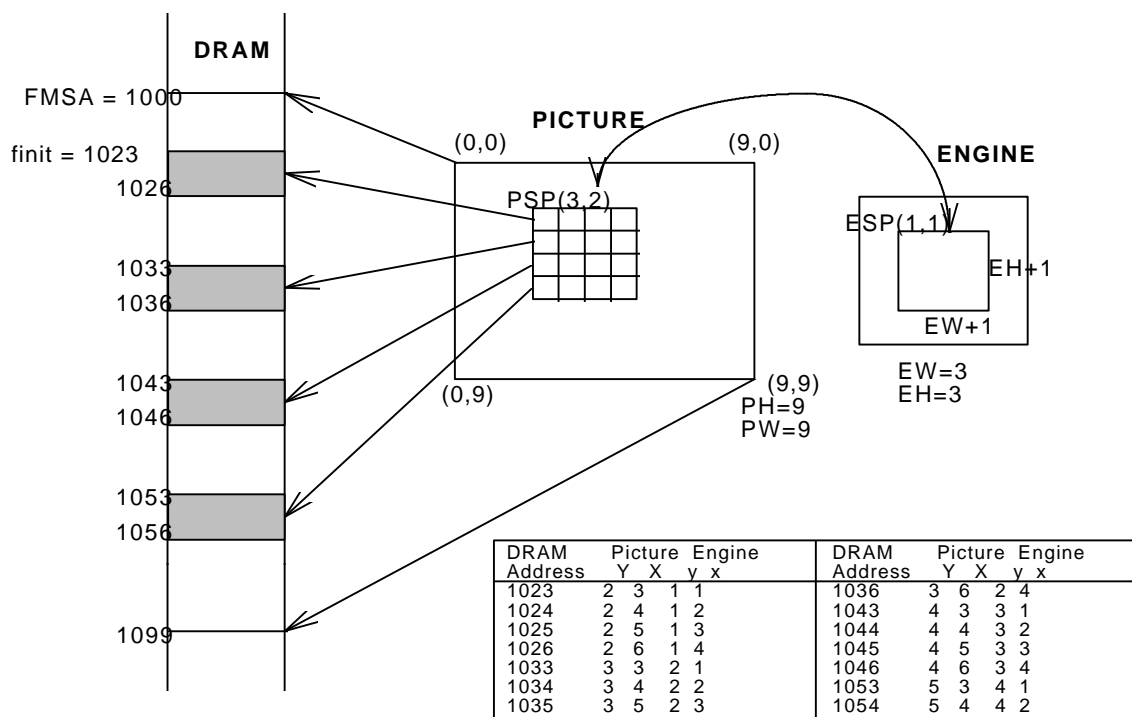 DRAM
FMSA = 1000
finit = 1023
1026
1033
1036
1043
1046
1053
1056
1099
PICTURE
(0,0)
(9,0)
PSP(3,2)
(0,9)
(9,9)
PH=9
PW=9
ENGINE
ESP(1,1)
EH+1
EW+1
EW=3
EH=3
DRAM Picture Engine
Address Y X y x
1023 2 3 1 1
1024 2 4 1 2
1025 2 5 1 3
1026 2 6 1 4
1033 3 3 2 1
1034 3 4 2 2
1035 3 5 2 3
DRAM Picture Engine
Address Y X y x
1036 3 6 2 4
1043 4 3 3 1
1044 4 4 3 2
1045 4 5 3 3
1046 4 6 3 4
1053 5 3 4 1
1054 5 4 4 2